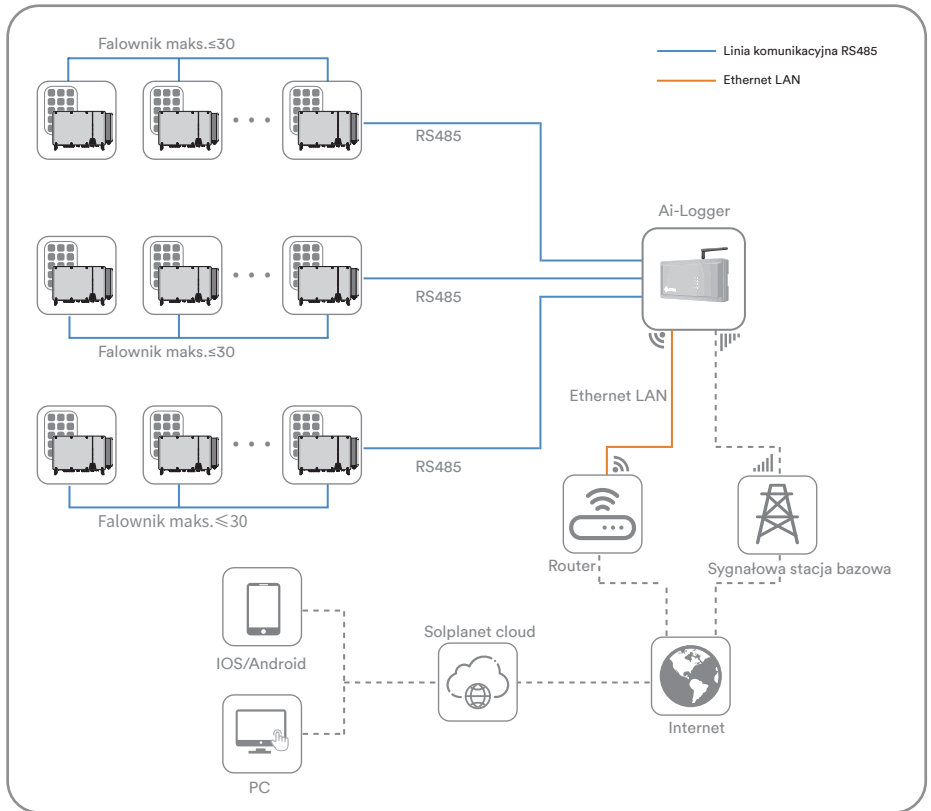 Falownik maks.≤30
Linia komunikacyjna RS485
Ethernet LAN
RS485
Ai-Logger
RS485
Falownik maks.≤30
Ethernet LAN
RS485
Falownik maks.≤30
Router
Sygnałowa stacja bazowa
Solplanet cloud
IOS/Android
Internet
PC